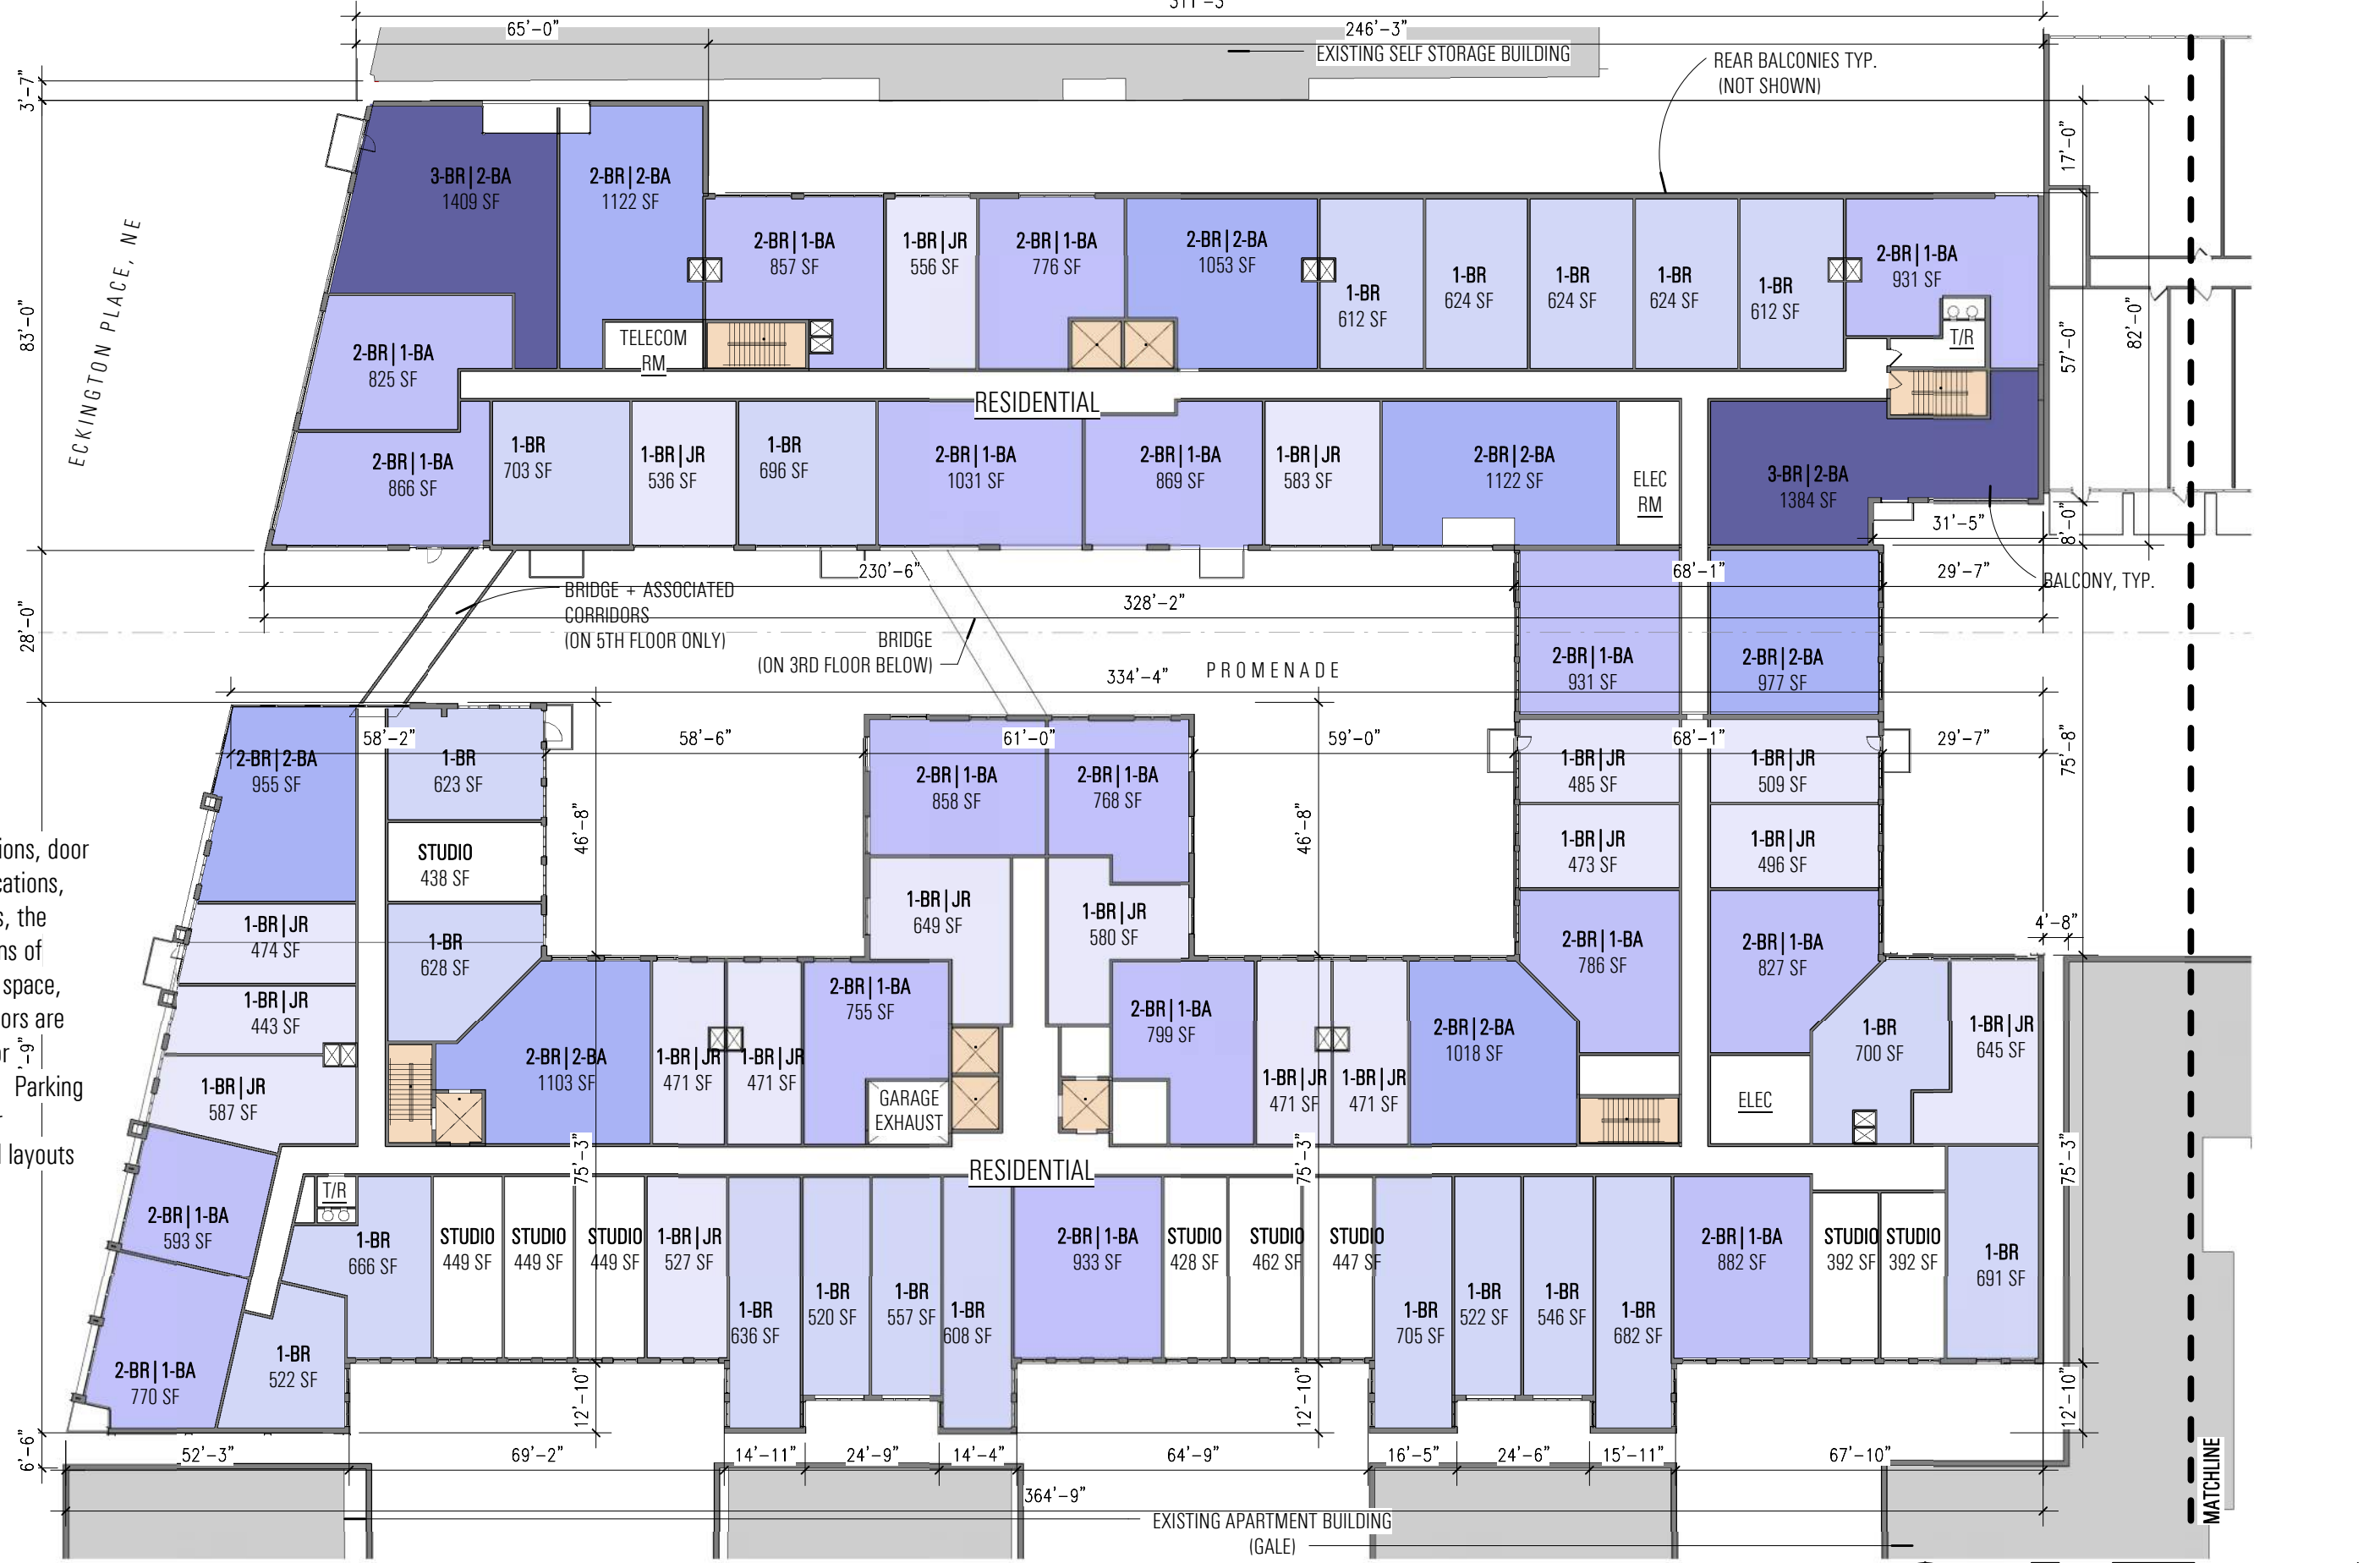 311'-3"
65'-0"
246'-3"
EXISTING SELF STORAGE BUILDING
REAR BALCONIES TYP.
(NOT SHOWN)
3'-7"
17'-0"
3-BR|2-BA
1409 SF
2-BR|2-BA
1122 SF
2-BR|1-BA
857 SF
1-BR|JR
556 SF
2-BR|1-BA
776 SF
2-BR|2-BA
1053 SF
1-BR
612 SF
1-BR
624 SF
1-BR
624 SF
1-BR
624 SF
1-BR
612 SF
2-BR|1-BA
931 SF
T/R
ECKINGTON PLACE, NE
83'-0"
57'-0"
82'-0"
TELECOM
RM
2-BR|1-BA
825 SF
RESIDENTIAL
2-BR|1-BA
866 SF
1-BR
703 SF
1-BR|JR
536 SF
1-BR
696 SF
2-BR|1-BA
1031 SF
2-BR|1-BA
869 SF
1-BR|JR
583 SF
2-BR|2-BA
1122 SF
ELEC
RM
3-BR|2-BA
1384 SF
31'-5"
8'-0"
230'-6"
68'-1"
29'-7"
BALCONY, TYP.
BRIDGE + ASSOCIATED
CORRIDORS
(ON 5TH FLOOR ONLY)
328'-2"
28'-0"
BRIDGE
(ON 3RD FLOOR BELOW)
PROMENADE
334'-4"
2-BR|1-BA
931 SF
2-BR|2-BA
977 SF
58'-2"
58'-6"
61'-0"
59'-0"
68'-1"
29'-7"
75'-8"
2-BR|2-BA
955 SF
1-BR
623 SF
2-BR|1-BA
858 SF
2-BR|1-BA
768 SF
1-BR|JR
485 SF
1-BR|JR
509 SF
46'-8"
46'-8"
STUDIO
438 SF
1-BR|JR
473 SF
1-BR|JR
496 SF
ions, door
cations,
s, the
ns of
space,
ors are
or
-9"
Parking
r
l layouts
1-BR|JR
474 SF
1-BR
628 SF
1-BR|JR
649 SF
1-BR|JR
580 SF
2-BR|1-BA
786 SF
2-BR|1-BA
827 SF
4'-8"
1-BR|JR
443 SF
2-BR|1-BA
755 SF
2-BR|1-BA
799 SF
2-BR|2-BA
1018 SF
1-BR
700 SF
1-BR|JR
645 SF
2-BR|2-BA
1103 SF
1-BR|JR
471 SF
1-BR|JR
471 SF
1-BR|JR
471 SF
1-BR|JR
471 SF
1-BR|JR
587 SF
GARAGE
EXHAUST
ELEC
75'-3"
75'-3"
75'-3"
RESIDENTIAL
T/R
2-BR|1-BA
593 SF
1-BR
666 SF
STUDIO
449 SF
STUDIO
449 SF
STUDIO
449 SF
1-BR|JR
527 SF
1-BR
636 SF
1-BR
520 SF
1-BR
557 SF
1-BR
608 SF
2-BR|1-BA
933 SF
STUDIO
428 SF
STUDIO
462 SF
STUDIO
447 SF
1-BR
705 SF
1-BR
522 SF
1-BR
546 SF
1-BR
682 SF
2-BR|1-BA
882 SF
STUDIO
392 SF
STUDIO
392 SF
1-BR
691 SF
2-BR|1-BA
770 SF
1-BR
522 SF
12'-10"
12'-10"
12'-10"
6'-6"
52'-3"
69'-2"
14'-11"
24'-9"
14'-4"
64'-9"
16'-5"
24'-6"
15'-11"
67'-10"
364'-9"
EXISTING APARTMENT BUILDING
(GALE)
MATCHLINE